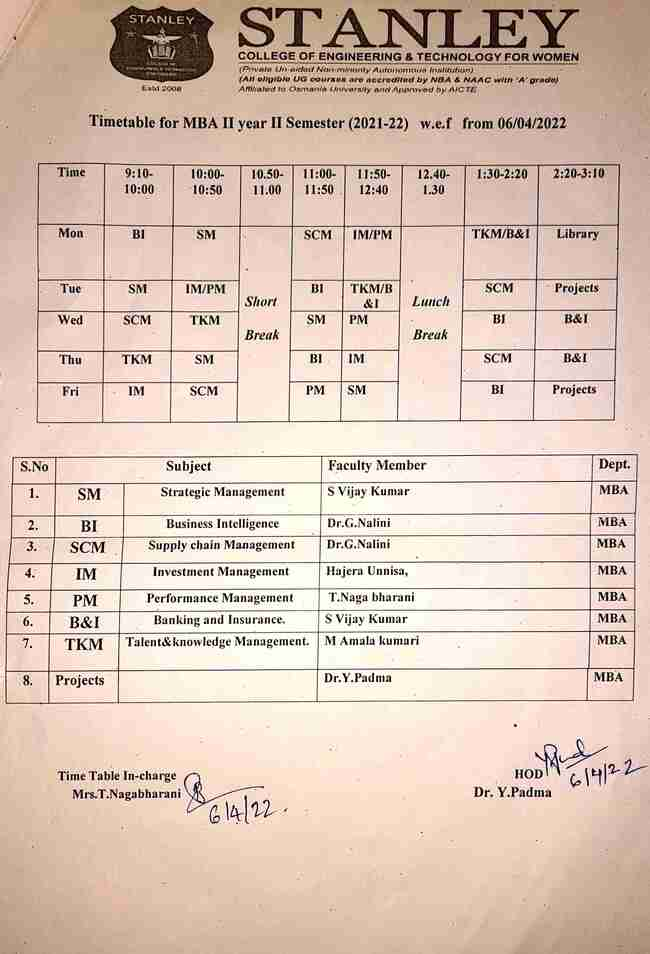 STANLEY
COLLEGE OF
ENGINEERING & TECHNOLOGY
FOR WOMEN
Estd 2008
STANLEY
COLLEGE OF ENGINEERING & TECHNOLOGY FOR WOMEN
(Private Un-aided Non-minority Autonomous Institution)
(All eligible UG courses are accredited by NBA & NAAC with 'A' grade)
Affiliated to Osmania University and Approved by AICTE
Timetable for MBA II year II Semester (2021-22) w.e.f from 06/04/2022
Time 9:10-10:00 10:00-10:50 10.50-11.00 11:00-11:50 11:50-12:40 12.40-1.30 1:30-2:20 2:20-3:10
Mon BI SM SCM IM/PM TKM/B&I Library
Tue SM IM/PM Short BI TKM/B&I Lunch SCM Projects
Wed SCM TKM Break SM PM Break BI B&I
Thu TKM SM BI IM SCM B&I
Fri IM SCM PM SM BI Projects
S.No Subject Faculty Member Dept.
1. SM Strategic Management S Vijay Kumar MBA
2. BI Business Intelligence Dr.G.Nalini MBA
3. SCM Supply chain Management Dr.G.Nalini MBA
4. IM Investment Management Hajera Unnisa, MBA
5. PM Performance Management T.Naga bharani MBA
6. B&I Banking and Insurance. S Vijay Kumar MBA
7. TKM Talent&knowledge Management. M Amala kumari MBA
8. Projects Dr.Y.Padma MBA
Time Table In-charge HOD
Mrs.T.Nagabharani Dr. Y.Padma
6/4/22. 6/4/22